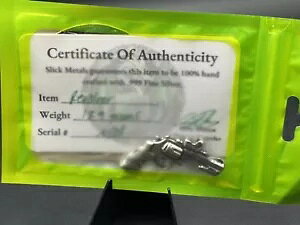 Certificate Of Authenticity
Slick Metals guarantees this item to be 100% hand
crafted with .999 Fine Silver.
Item Revolver
Weight
Serial #